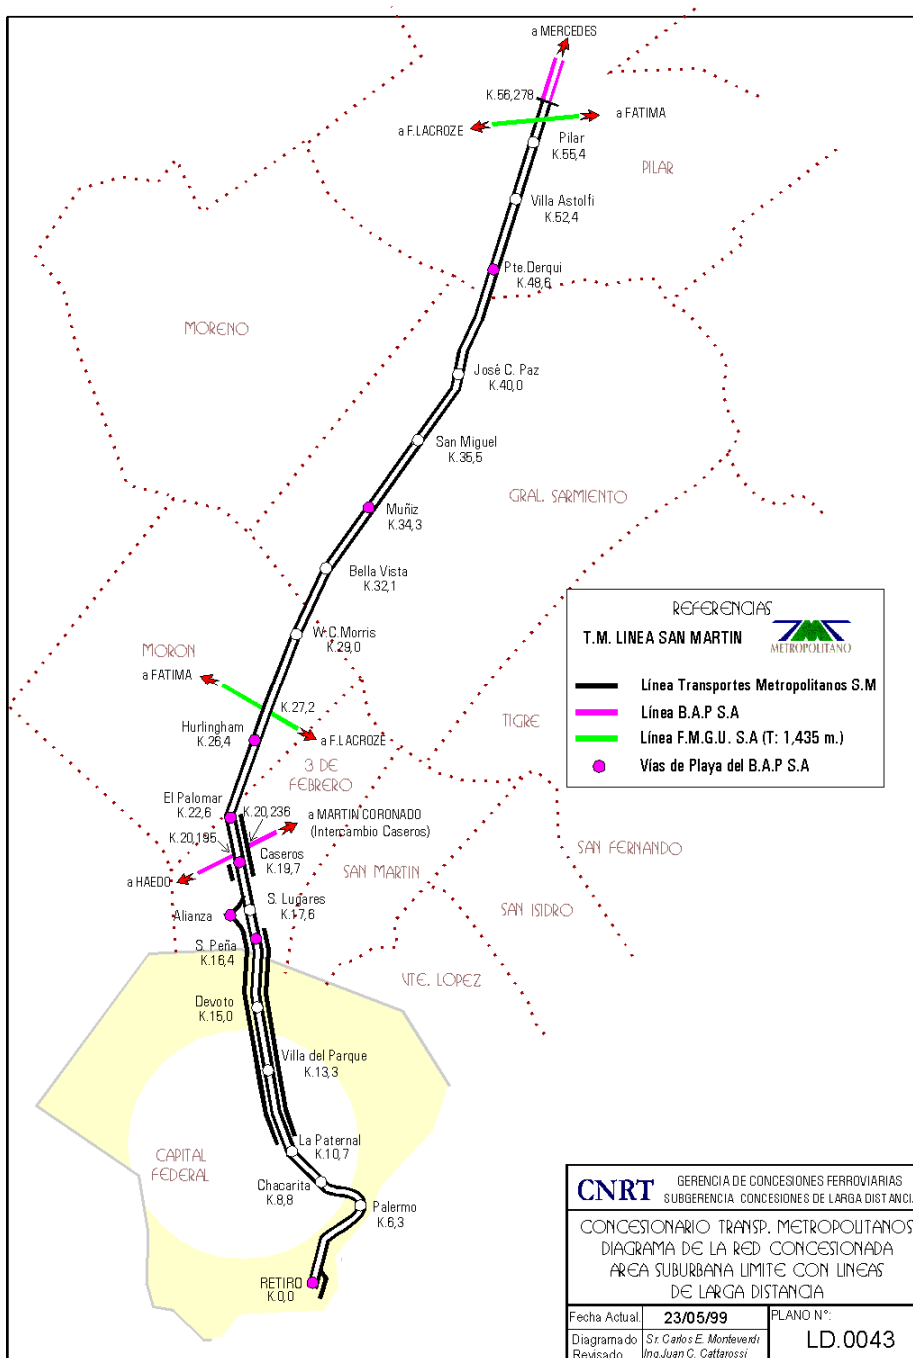 a MERCEDES
K.56,278
a F.LACROZE
a FATIMA
Pilar
K.55,4
PILAR
Villa Astolfi
K.52,4
Pte.Derqui
K.48,6
MORENO
José C. Paz
K.40,0
San Miguel
K.35,5
GRAL. SARMIENTO
Muñiz
K.34,3
Bella Vista
K.32,1
REFERENCIAS
T.M. LINEA SAN MARTIN
METROPOLITANO
Línea Transportes Metropolitanos S.M
Línea B.A.P S.A
Línea F.M.G.U. S.A (T: 1,435 m.)
Vías de Playa del B.A.P S.A
W.C.Morris
K.29,0
MORON
a FATIMA
K.27,2
a F.LACROZE
Hurlingham
K.26,4
TIGRE
3 DE
FEBRERO
El Palomar
K.22,6
K.20,236
K.20,195
a MARTIN CORONADO
(Intercambio Caseros)
Caseros
K.19,7
a HAEDO
SAN MARTIN
SAN FERNANDO
S. Lugares
K.17,6
Alianza
SAN ISIDRO
S. Peña
K.16,4
VTE. LOPEZ
Devoto
K.15,0
Villa del Parque
K.13,3
La Paternal
K.10,7
CAPITAL
FEDERAL
Chacarita
K.8,8
Palermo
K.6,3
RETIRO
K.0,0
CNRT
GERENCIA DE CONCESIONES FERROVIARIAS
SUBGERENCIA CONCESIONES DE LARGA DISTANCI
CONCESIONARIO TRANSP. METROPOLITANOS
DIAGRAMA DE LA RED CONCESIONADA
AREA SUBURBANA LIMITE CON LINEAS
DE LARGA DISTANCIA
Fecha Actual. 23/05/99
PLANO Nº:
LD.0043
Diagramado Sr. Carlos E. Monteverdi
Revisado Ing.Juan C. Cattarossi